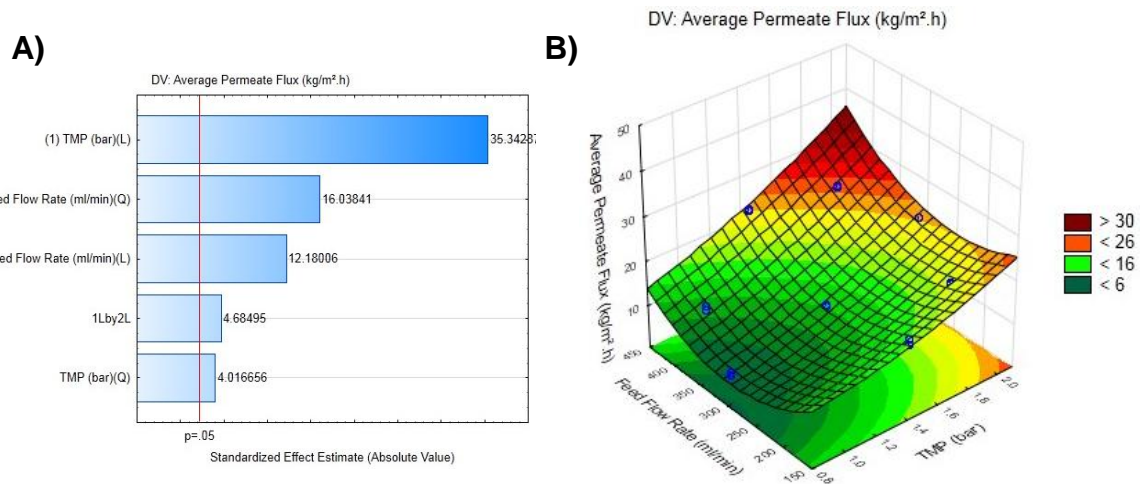 A)
DV: Average Permeate Flux (kg/m².h)
(1) TMP (bar)(L)
35.3428
ed Flow Rate (ml/min)(Q)
16.03841
ed Flow Rate (ml/min)(L)
12.18006
1Lby2L
4.68495
TMP (bar)(Q)
4.016656
p=.05
Standardized Effect Estimate (Absolute Value)
B)
DV: Average Permeate Flux (kg/m².h)
Average Permeate Flux (kg/m².h)
50
40
30
20
10
450
400
350
300
250
200
150
Feed Flow Rate (ml/min)
0.8
1.0
1.2
1.4
1.6
1.8
2.0
TMP (bar)
> 30
< 26
< 16
< 6